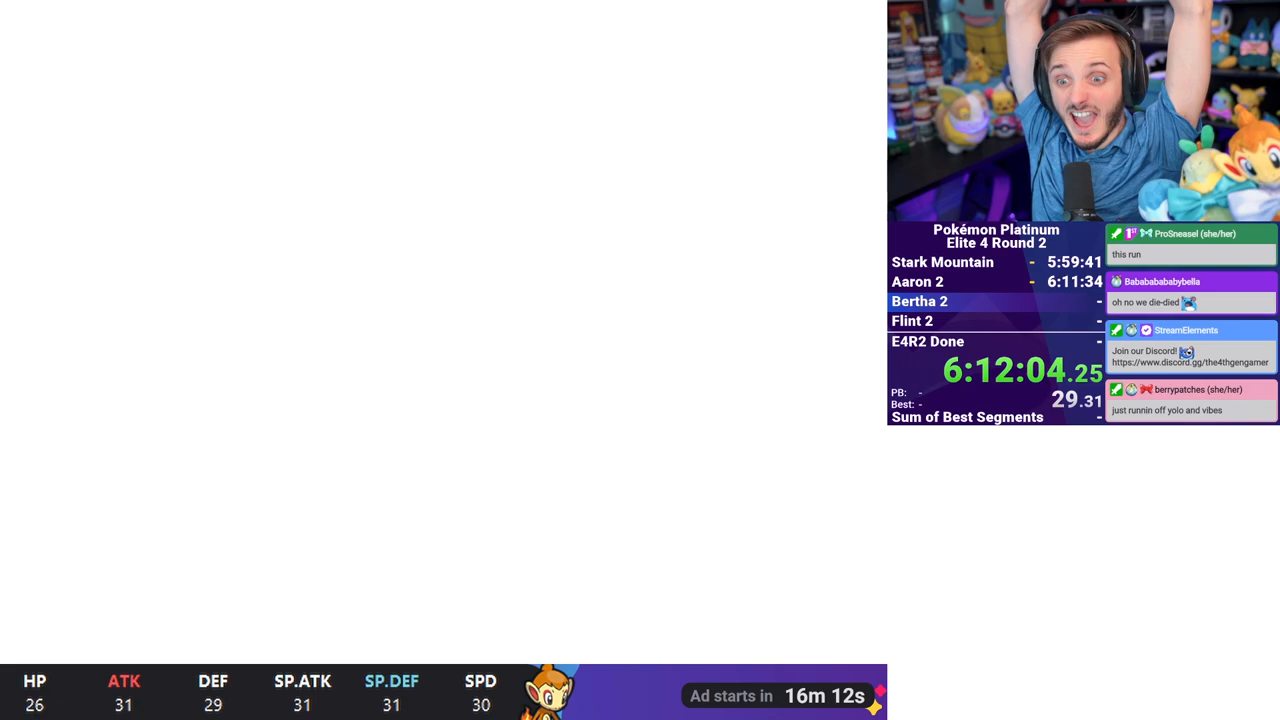 Pokémon Platinum
Elite 4 Round 2
Stark Mountain - 5:59:41
Aaron 2 - 6:11:34
Bertha 2 -
Flint 2 -
E4R2 Done -
6:12:04.25
PB: -
Best: -
29.31
Sum of Best Segments -
1ST ProSneasel (she/her)
this run
Babababababybella
oh no we die-died
StreamElements
Join our Discord!
https://www.discord.gg/the4thgengamer
berrypatches (she/her)
just runnin off yolo and vibes
HP ATK DEF SP.ATK SP.DEF SPD
26 31 29 31 31 30
Ad starts in 16m 12s